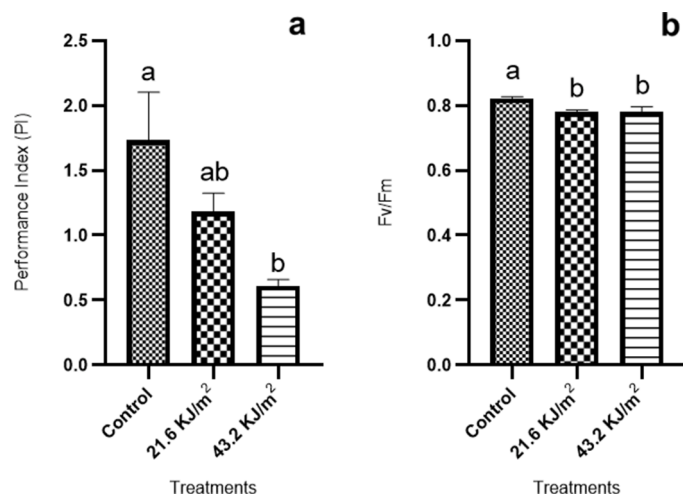 a
Performance Index (PI)
2.5
2.0
1.5
1.0
0.5
0.0
a
ab
b
Control
21.6 KJ/m²
43.2 KJ/m²
Treatments
b
Fv/Fm
1.0
0.8
0.6
0.4
0.2
0.0
a
b
b
Control
21.6 KJ/m²
43.2 KJ/m²
Treatments